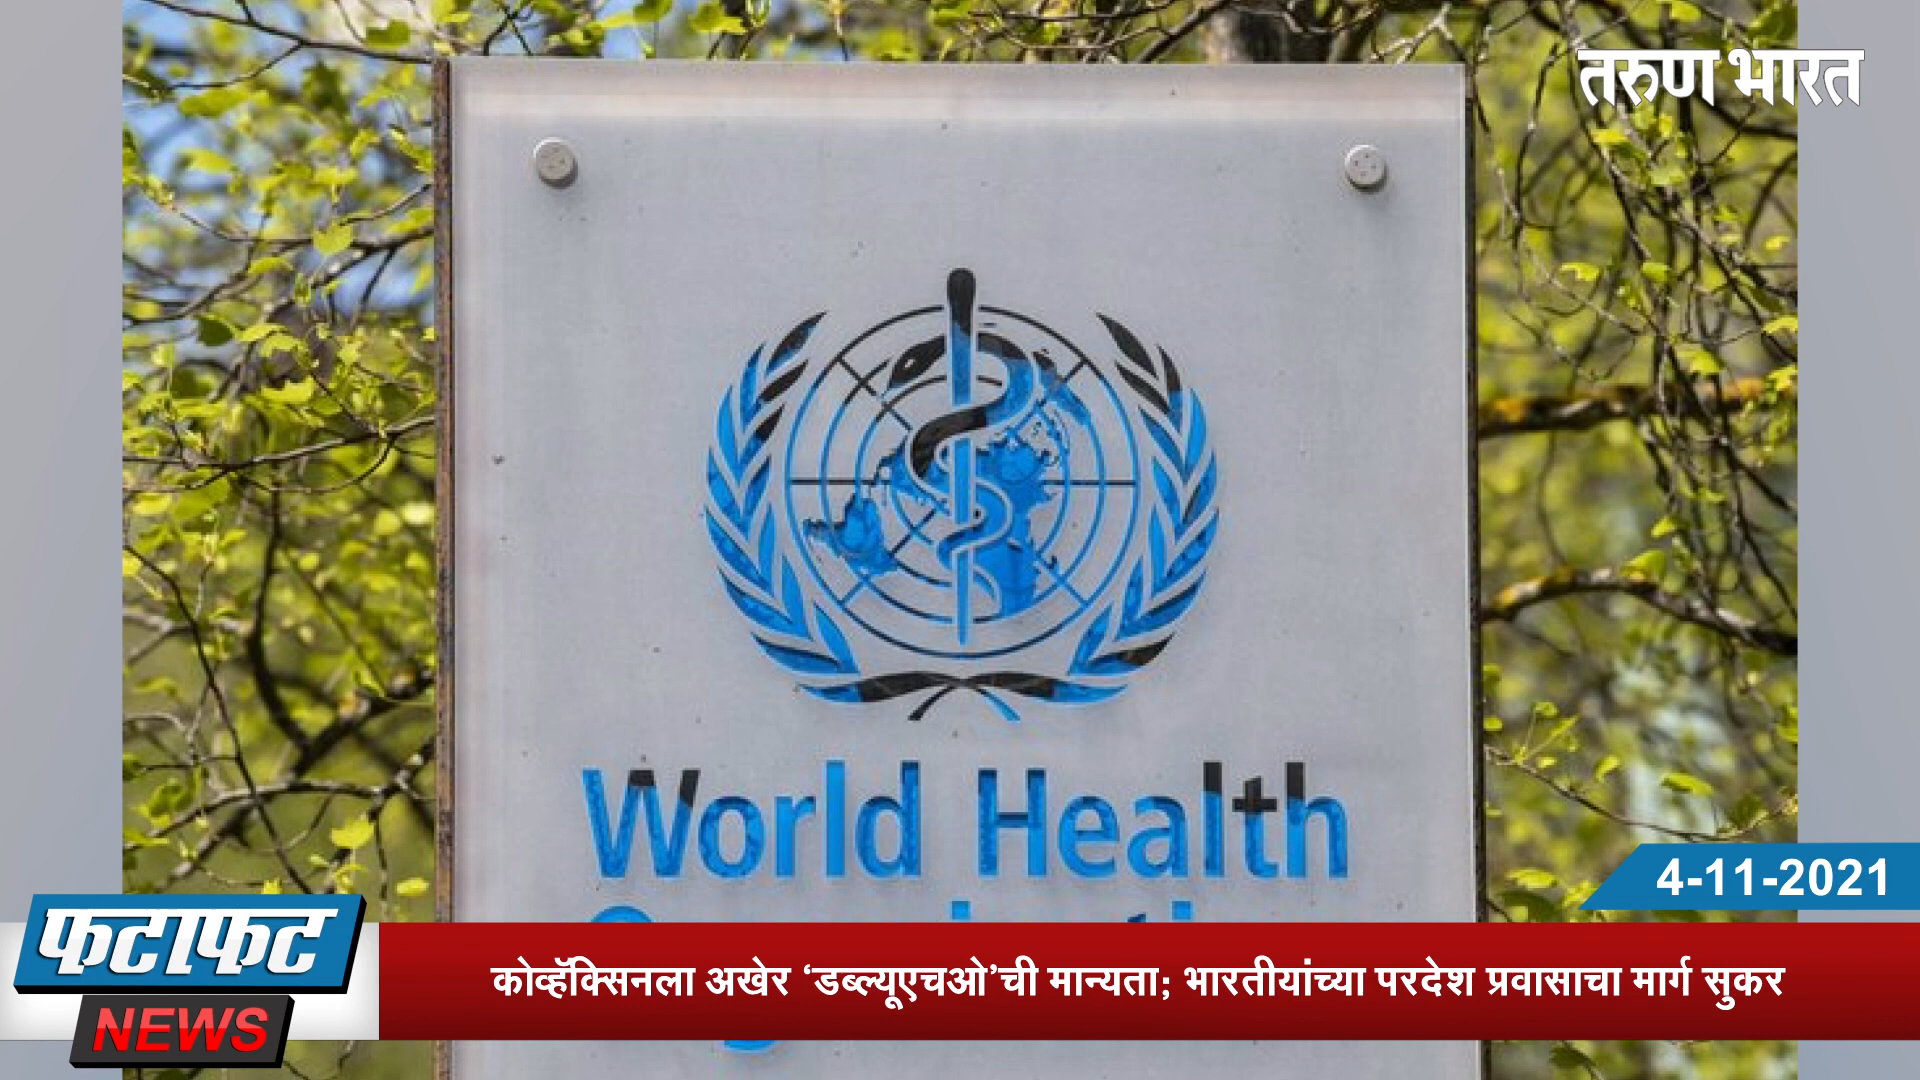 तरुण भारत
World Health
4-11-2021
फटाफट
NEWS
कोव्हॅक्सिनला अखेर ‘डब्ल्यूएचओ’ची मान्यता; भारतीयांच्या परदेश प्रवासाचा मार्ग सुकर